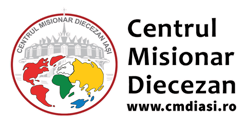 CENTRUL MISIONAR DIECEZAN IAȘI
Centrul
Misionar
Diecezan
www.cmdiasi.ro